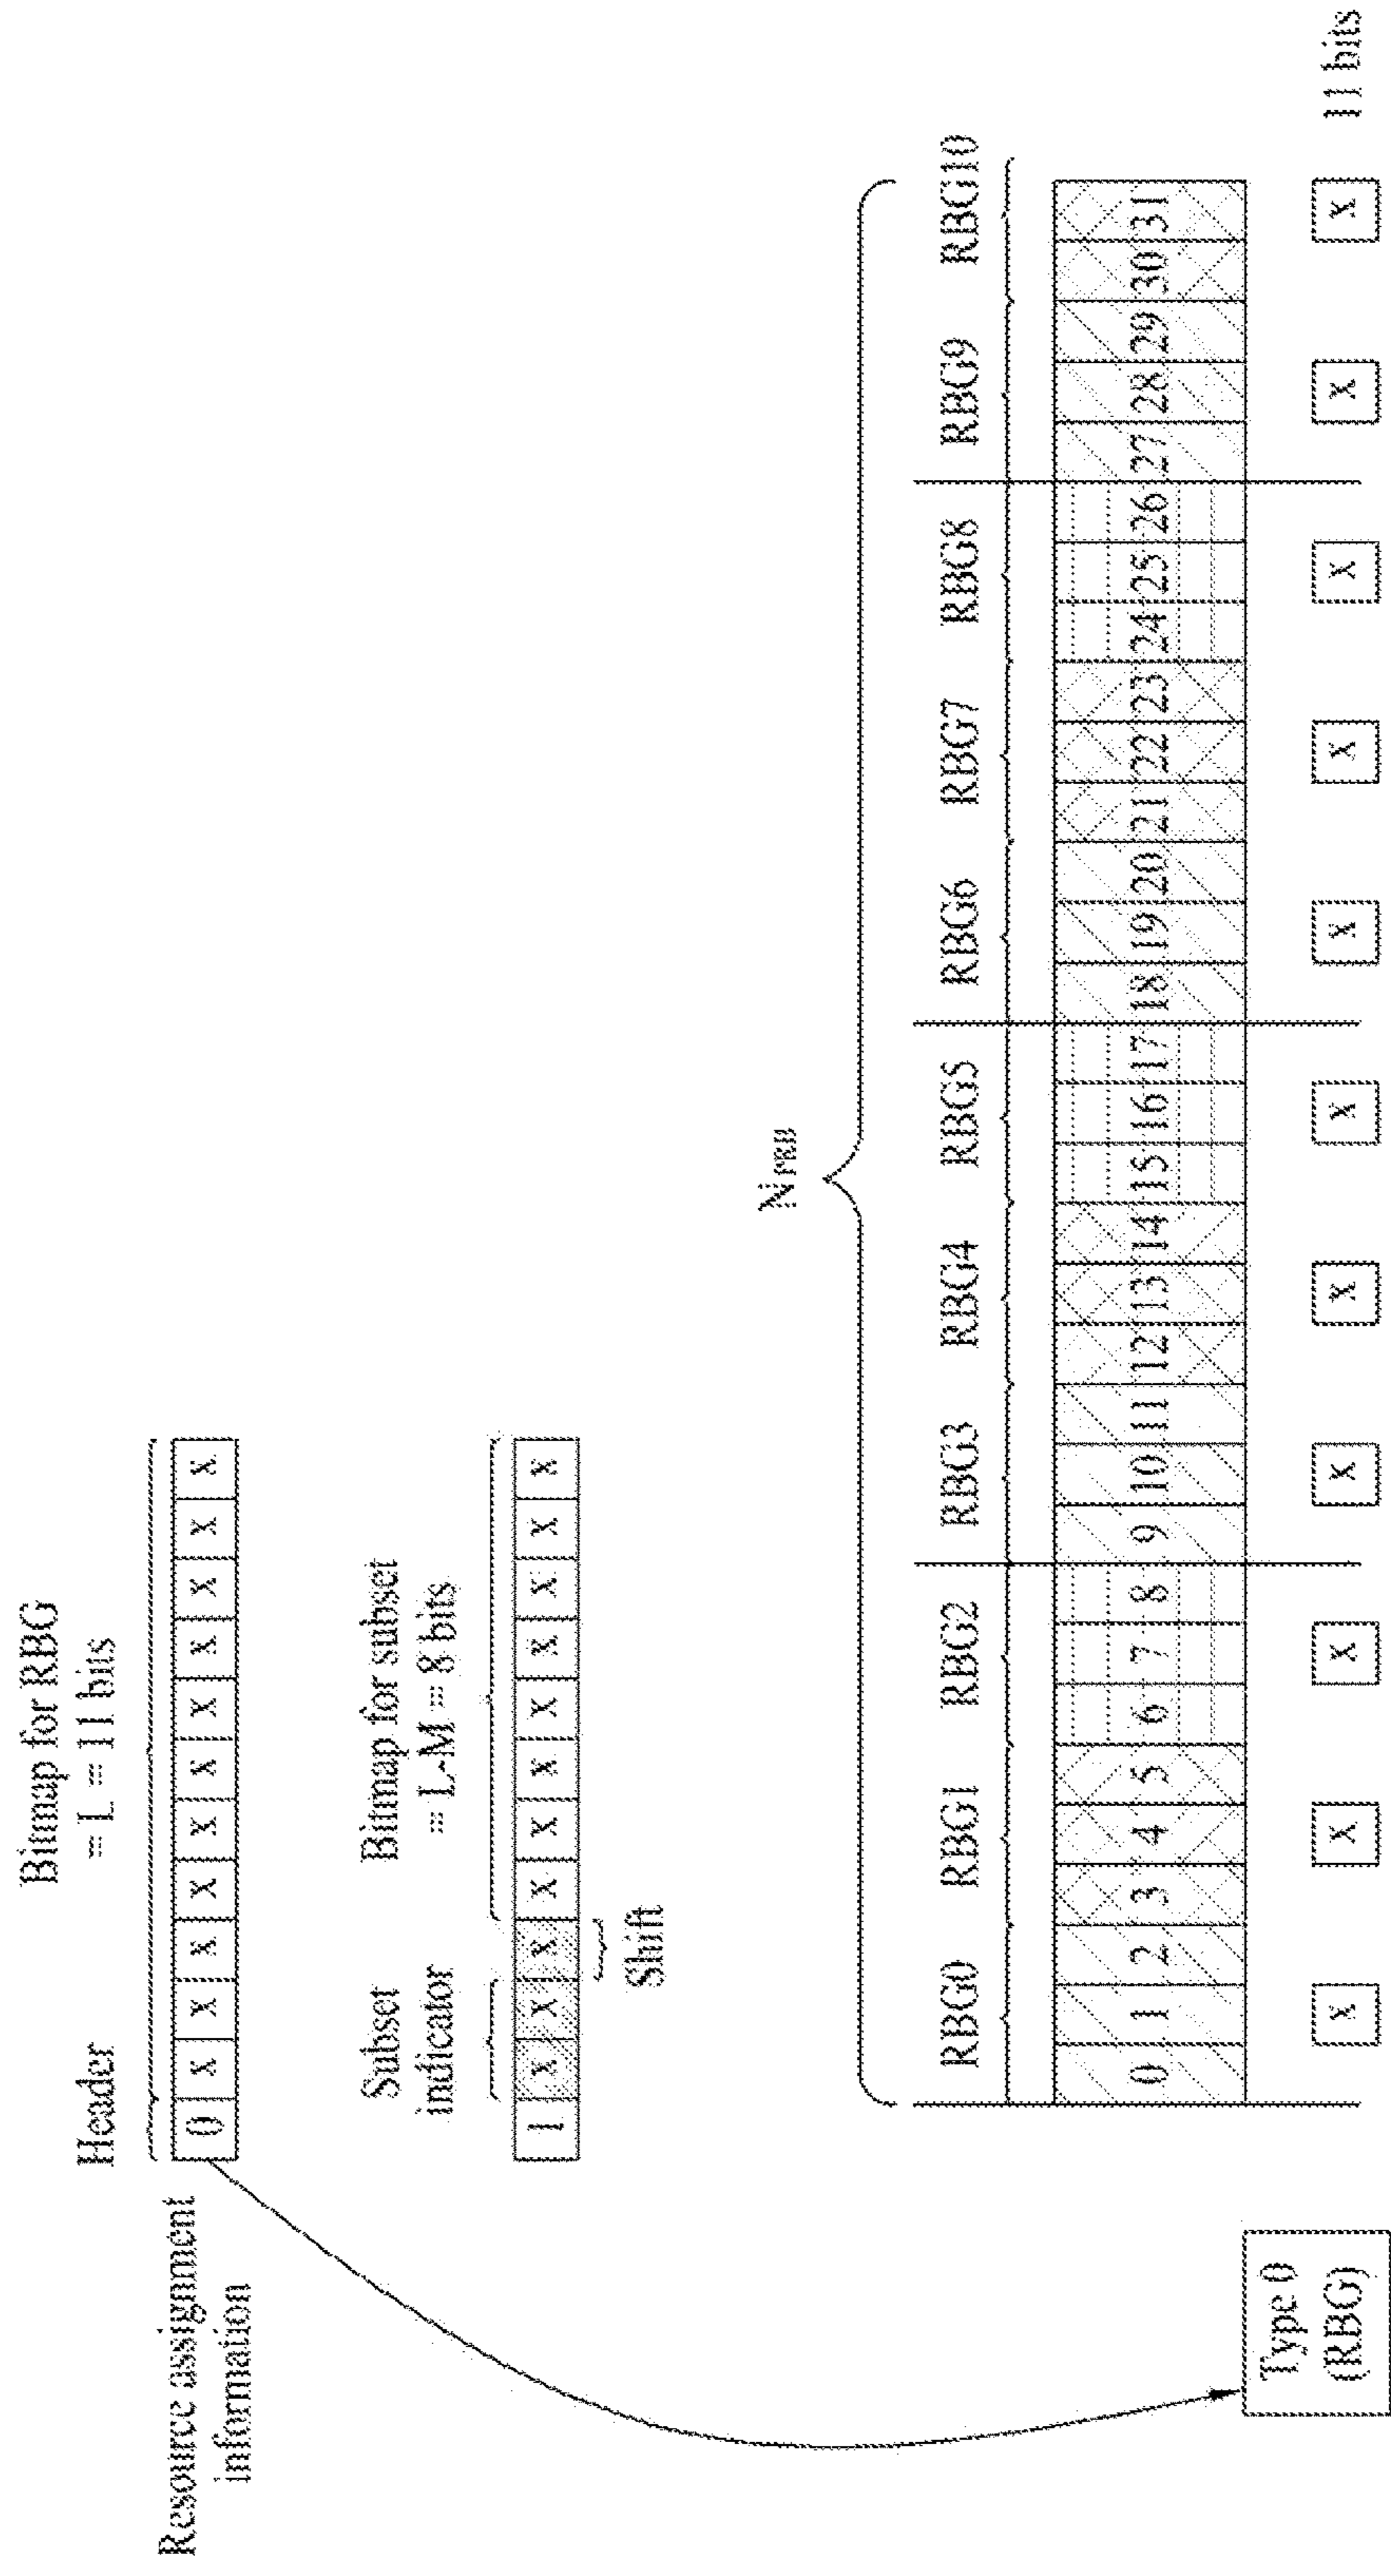 Bitmap for RBG
= L = 11 bits
Header
Resource assignment
information
0 x x x x x x x x x x x
Subset
indicator
Bitmap for subset
= L-M = 8 bits
1 x x x x x x x x x x x
Shift
N PRB
RBG0 RBG1 RBG2 RBG3 RBG4 RBG5 RBG6 RBG7 RBG8 RBG9 RBG10
0 1 2 3 4 5 6 7 8 9 10 11 12 13 14 15 16 17 18 19 20 21 22 23 24 25 26 27 28 29 30 31
Type 0
(RBG)
x x x x x x x x x x x 11 bits